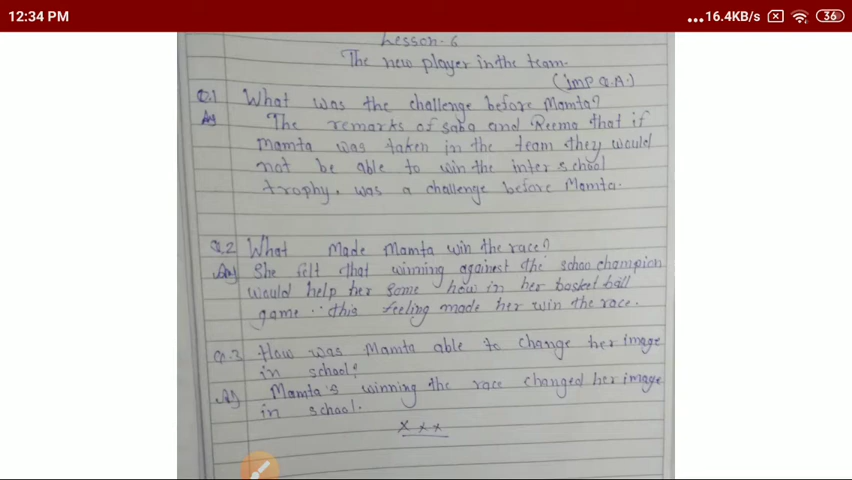 12:34 PM
...16.4KB/s
36
Lesson-6
The new player in the team.
(imp Q.A.)
Q.1 What was the challenge before Mamta?
Ans The remarks of saba and Reema that if
Mamta was taken in the team they would
not be able to win the inter school
trophy, was a challenge before Mamta.
Q.2 What Made Mamta win the race?
Ans She felt that winning against the schoo champion
would help her some how in her basket ball
game ∵ this feeling made her win the race.
Q.3 How was Mamta able to change her image
in school?
Ans Mamta's winning the race changed her image
in school.
x x x